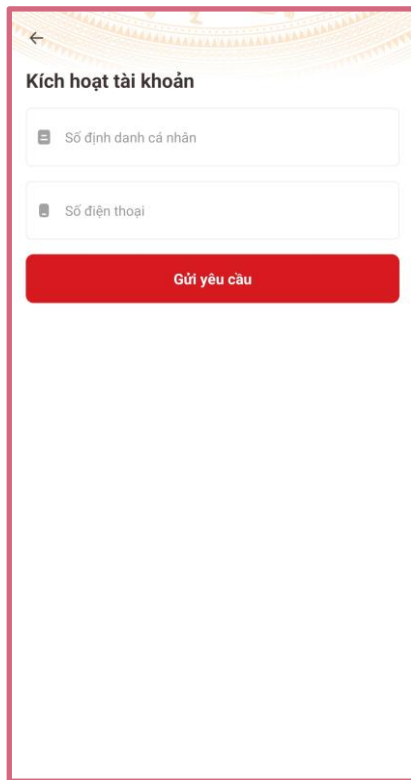 Kích hoạt tài khoản
Số định danh cá nhân
Số điện thoại
Gửi yêu cầu